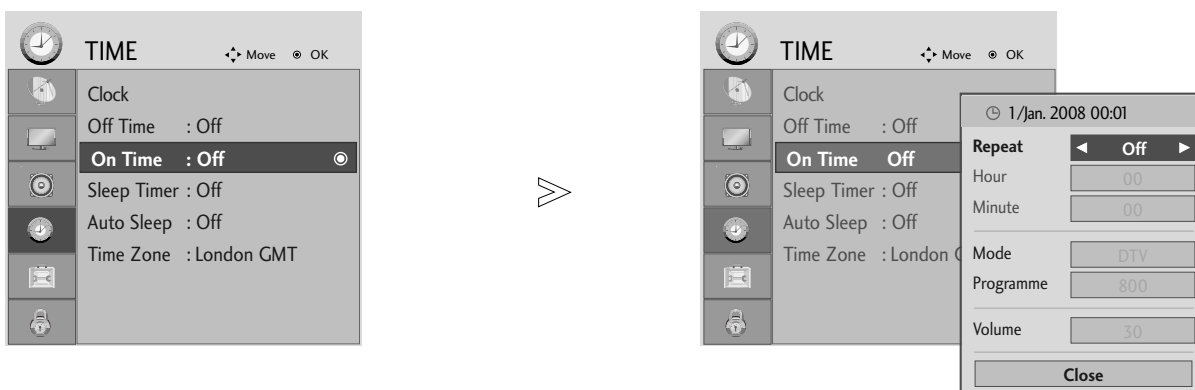 TIME
Move OK
Clock
Off Time : Off
On Time : Off
Sleep Timer : Off
Auto Sleep : Off
Time Zone : London GMT
TIME
Move OK
Clock
Off Time : Off
On Time Off
Sleep Timer : Off
Auto Sleep : Off
Time Zone : London G
1/Jan. 2008 00:01
Repeat ◄ Off ►
Hour 00
Minute 00
Mode DTV
Programme 800
Volume 30
Close